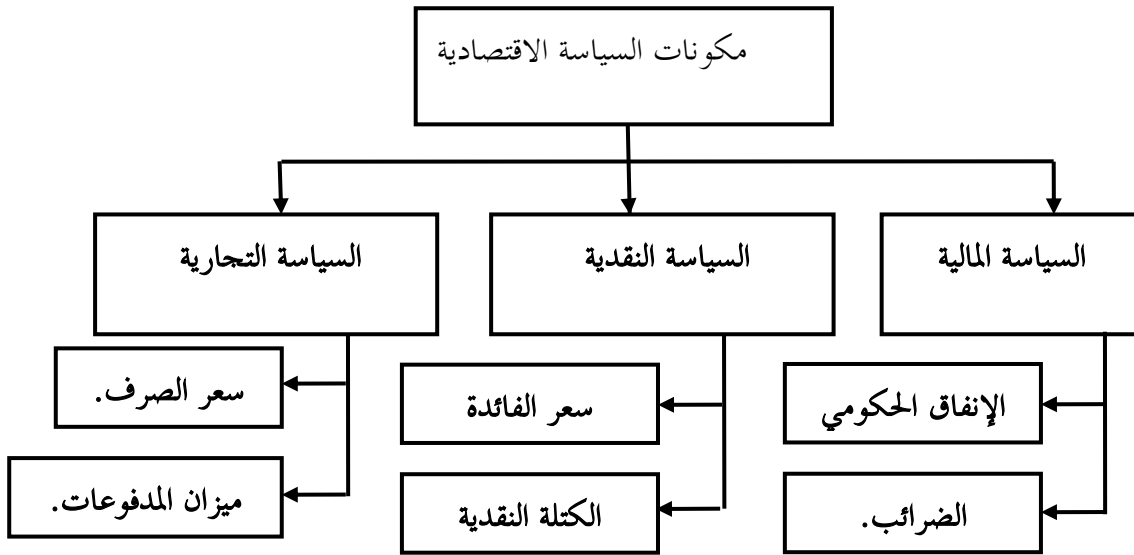 مكونات السياسة الاقتصادية
السياسة المالية
السياسة النقدية
السياسة التجارية
الإنفاق الحكومي
سعر الفائدة
سعر الصرف.
الضرائب.
الكتلة النقدية
ميزان المدفوعات.